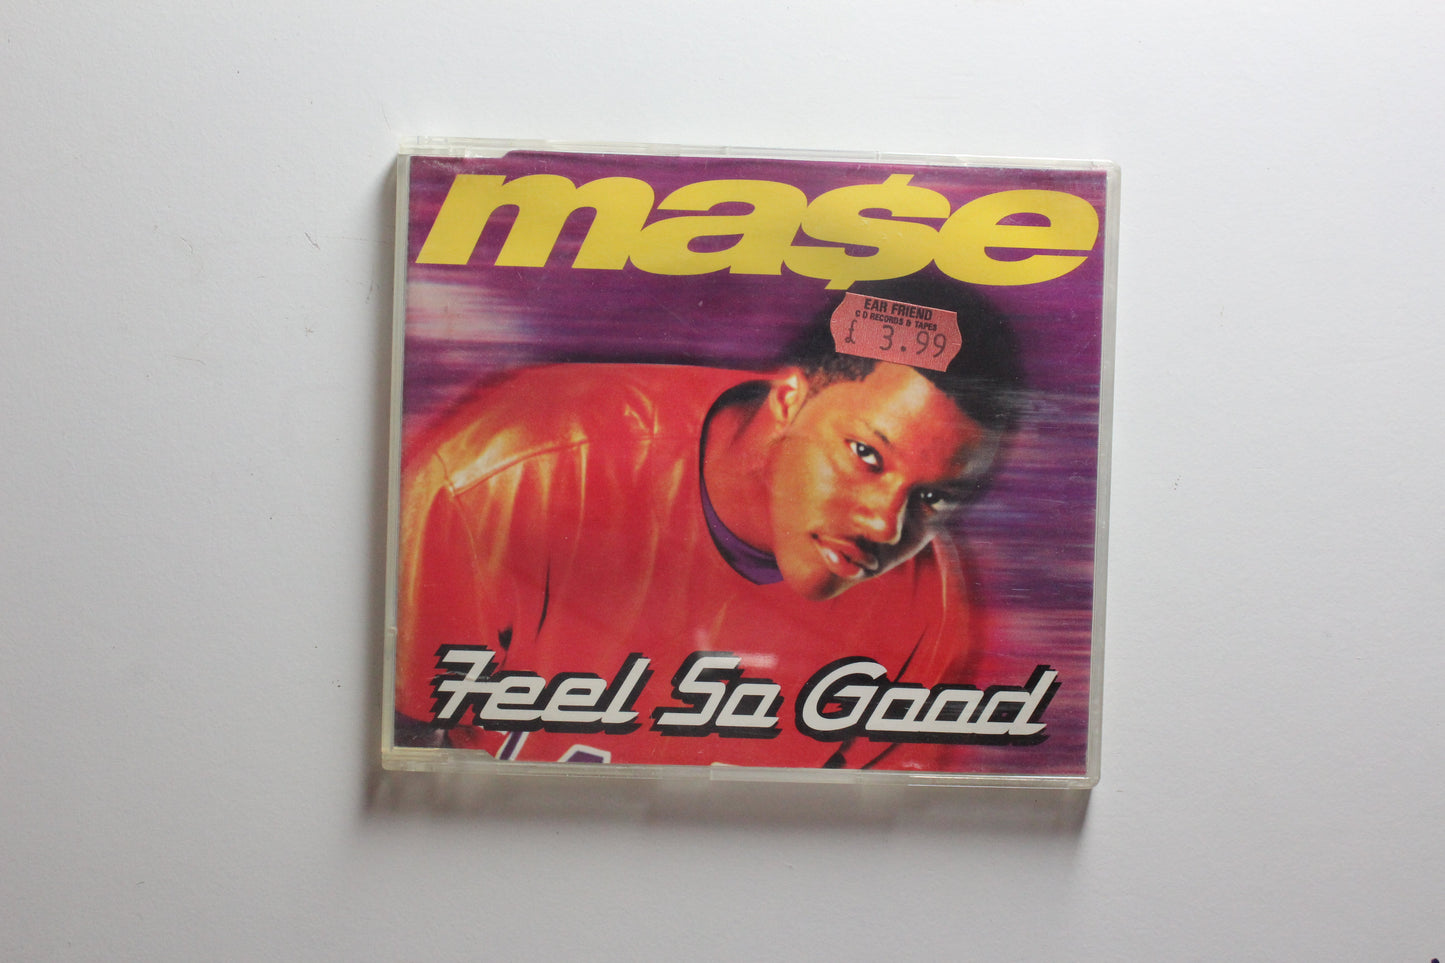 ma$e
EAR FRIEND
C D RECORDS & TAPES
£ 3.99
Feel So Good